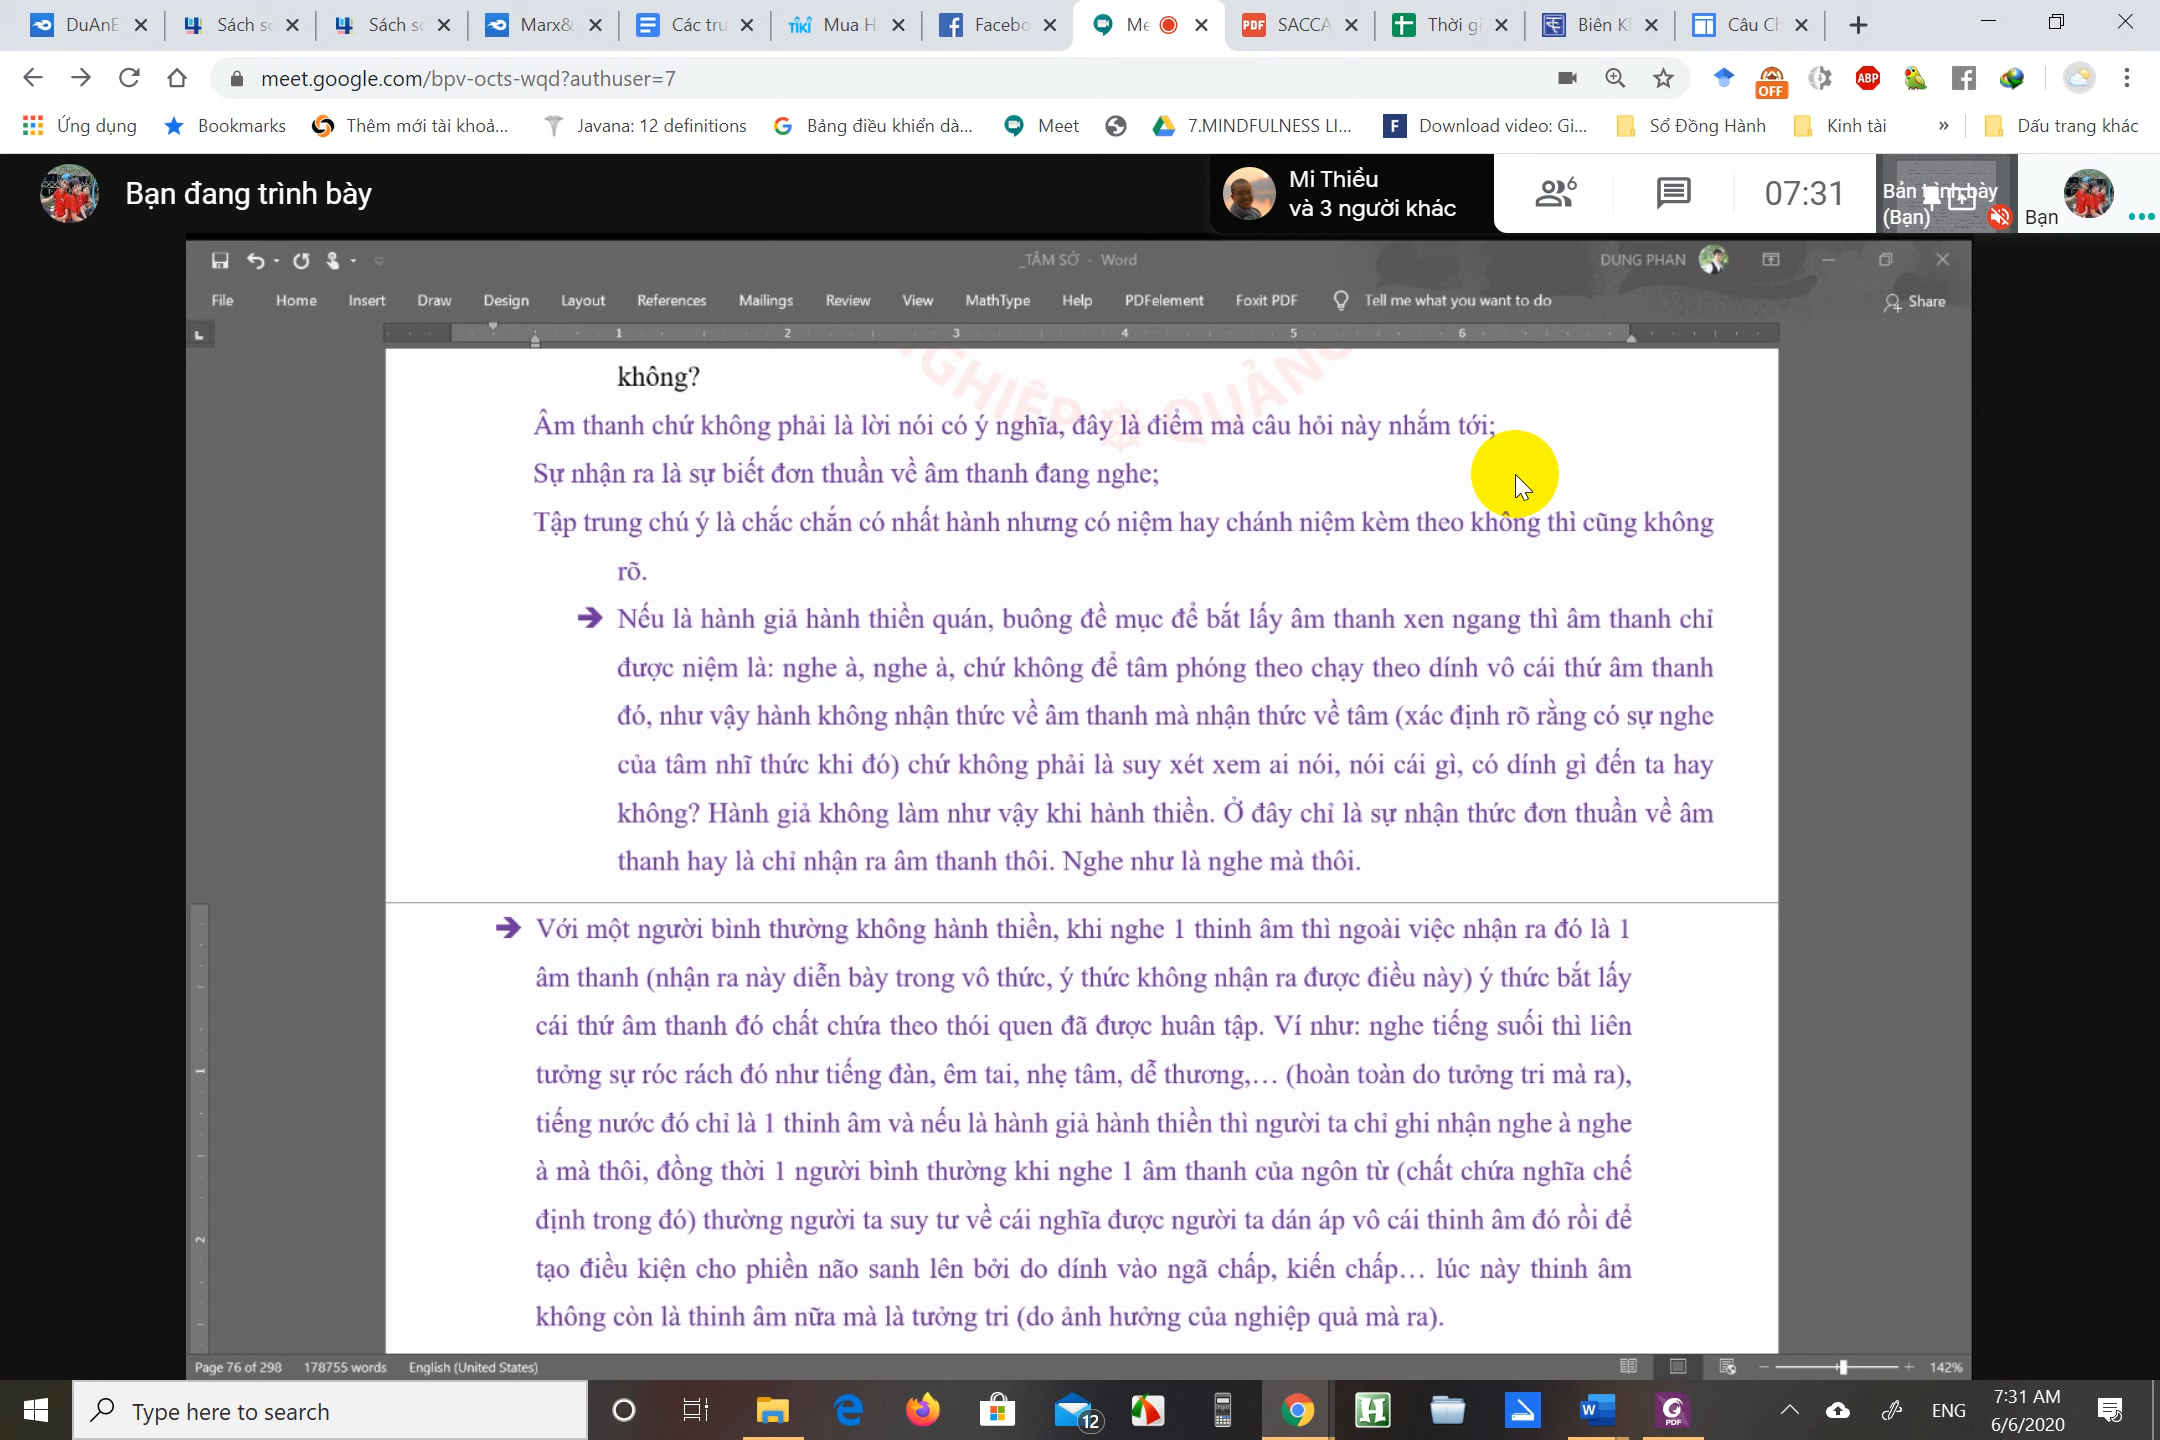 DuAnE
Sách số
Sách số
Marx&
Các trư
TIKI
Mua H
Facebo
Me
PDF
SACCA
Thời gi
Biên K
Câu Ch
meet.google.com/bpv-octs-wqd?authuser=7
OFF
ABP
Ứng dụng
Bookmarks
Thêm mới tài khoả...
Javana: 12 definitions
Bảng điều khiển dà...
Meet
7.MINDFULNESS LI...
Download video: Gi...
Sổ Đồng Hành
Kinh tài
»
Dấu trang khác
Bạn đang trình bày
Mi Thiều
và 3 người khác
6
07:31
Bản trình bày
(Bạn)
Bạn
_TÂM SỞ - Word
DUNG PHAN
File Home Insert Draw Design Layout References Mailings Review View MathType Help PDFelement Foxit PDF Tell me what you want to do
Share
1 2 3 4 5 6
NGHIỆP QUẢNG
không?
Âm thanh chứ không phải là lời nói có ý nghĩa, đây là điểm mà câu hỏi này nhắm tới;
Sự nhận ra là sự biết đơn thuần về âm thanh đang nghe;
Tập trung chú ý là chắc chắn có nhất hành nhưng có niệm hay chánh niệm kèm theo không thì cũng không
rõ.
➔ Nếu là hành giả hành thiền quán, buông đề mục để bắt lấy âm thanh xen ngang thì âm thanh chỉ
được niệm là: nghe à, nghe à, chứ không để tâm phóng theo chạy theo dính vô cái thứ âm thanh
đó, như vậy hành không nhận thức về âm thanh mà nhận thức về tâm (xác định rõ rằng có sự nghe
của tâm nhĩ thức khi đó) chứ không phải là suy xét xem ai nói, nói cái gì, có dính gì đến ta hay
không? Hành giả không làm như vậy khi hành thiền. Ở đây chỉ là sự nhận thức đơn thuần về âm
thanh hay là chỉ nhận ra âm thanh thôi. Nghe như là nghe mà thôi.
➔ Với một người bình thường không hành thiền, khi nghe 1 thinh âm thì ngoài việc nhận ra đó là 1
âm thanh (nhận ra này diễn bày trong vô thức, ý thức không nhận ra được điều này) ý thức bắt lấy
cái thứ âm thanh đó chất chứa theo thói quen đã được huân tập. Ví như: nghe tiếng suối thì liên
tưởng sự róc rách đó như tiếng đàn, êm tai, nhẹ tâm, dễ thương,… (hoàn toàn do tưởng tri mà ra),
tiếng nước đó chỉ là 1 thinh âm và nếu là hành giả hành thiền thì người ta chỉ ghi nhận nghe à nghe
à mà thôi, đồng thời 1 người bình thường khi nghe 1 âm thanh của ngôn từ (chất chứa nghĩa chế
định trong đó) thường người ta suy tư về cái nghĩa được người ta dán áp vô cái thinh âm đó rồi để
tạo điều kiện cho phiền não sanh lên bởi do dính vào ngã chấp, kiến chấp… lúc này thinh âm
không còn là thinh âm nữa mà là tưởng tri (do ảnh hưởng của nghiệp quả mà ra).
1
2
Page 76 of 298 178755 words English (United States)
142%
Type here to search
12
ENG
7:31 AM
6/6/2020